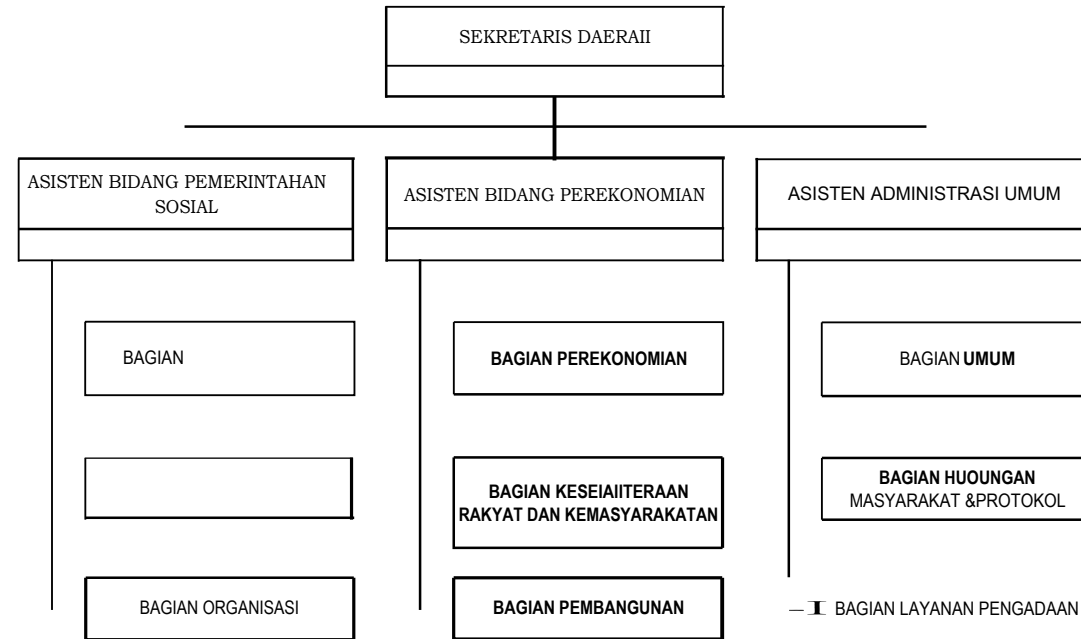 SEKRETARIS DAERAII
ASISTEN BIDANG PEMERINTAHAN
SOSIAL
ASISTEN BIDANG PEREKONOMIAN
ASISTEN ADMINISTRASI UMUM
BAGIAN
BAGIAN PEREKONOMIAN
BAGIAN UMUM
BAGIAN KESEIAIITERAAN
RAKYAT DAN KEMASYARAKATAN
BAGIAN HUOUNGAN
MASYARAKAT &PROTOKOL
BAGIAN ORGANISASI
BAGIAN PEMBANGUNAN
–I BAGIAN LAYANAN PENGADAAN